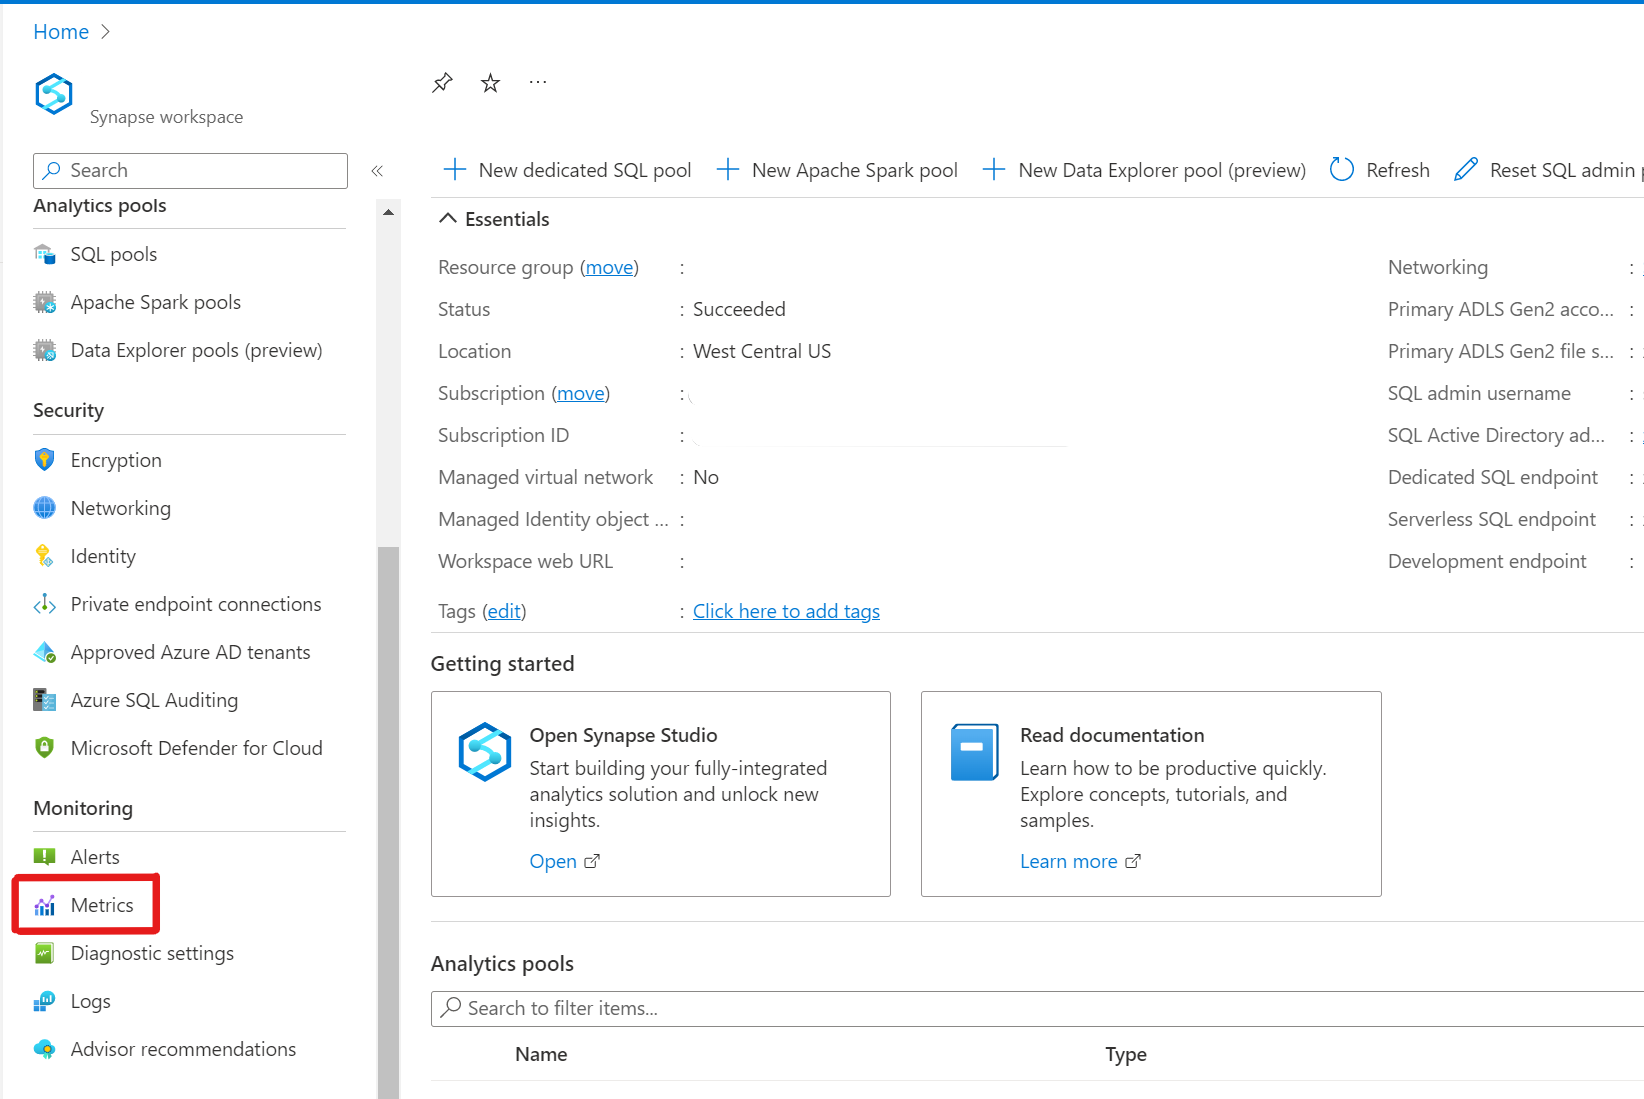 Home
Synapse workspace
Search
New dedicated SQL pool
New Apache Spark pool
New Data Explorer pool (preview)
Refresh
Reset SQL admin
Analytics pools
SQL pools
Apache Spark pools
Data Explorer pools (preview)
Security
Encryption
Networking
Identity
Private endpoint connections
Approved Azure AD tenants
Azure SQL Auditing
Microsoft Defender for Cloud
Monitoring
Alerts
Metrics
Diagnostic settings
Logs
Advisor recommendations
Essentials
Resource group (move) :
Status : Succeeded
Location : West Central US
Subscription (move) :
Subscription ID :
Managed virtual network : No
Managed Identity object ... :
Workspace web URL :
Tags (edit) : Click here to add tags
Networking :
Primary ADLS Gen2 acco... :
Primary ADLS Gen2 file s... :
SQL admin username :
SQL Active Directory ad... :
Dedicated SQL endpoint :
Serverless SQL endpoint :
Development endpoint :
Getting started
Open Synapse Studio
Start building your fully-integrated
analytics solution and unlock new
insights.
Open
Read documentation
Learn how to be productive quickly.
Explore concepts, tutorials, and
samples.
Learn more
Analytics pools
Search to filter items...
Name Type